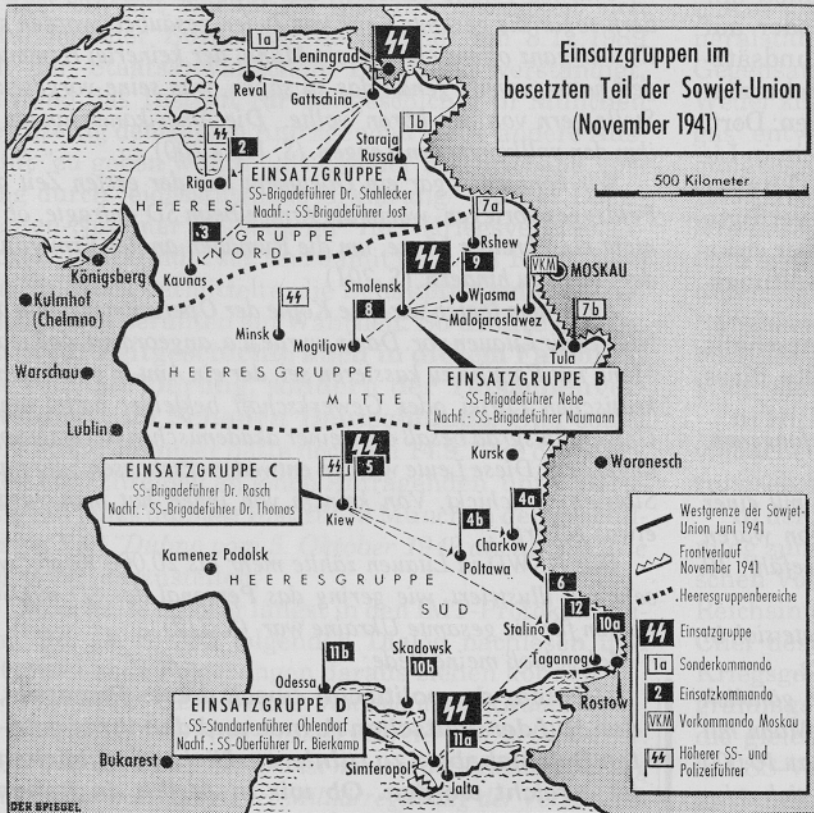 Einsatzgruppen im
besetzten Teil der Sowjet-Union
(November 1941)
500 Kilometer
1a
Leningrad
Reval
Gattschina
1b
Staraja
Russa
2
Riga
EINSATZGRUPPE A
SS-Brigadeführer Dr. Stahlecker
Nachf.: SS-Brigadeführer Jost
HEERES-
GRUPPE
NORD
3
Kaunas
Königsberg
Kulmhof
(Chelmno)
7a
Rshew
9
Wjasma
VKM
MOSKAU
Smolensk
8
Minsk
Mogiljow
Malojaroslawez
7b
Tula
Warschau
HEERESGRUPPE
MITTE
EINSATZGRUPPE B
SS-Brigadeführer Nebe
Nachf.: SS-Brigadeführer Naumann
Lublin
Kursk
Woronesch
5
EINSATZGRUPPE C
SS-Brigadeführer Dr. Rasch
Nachf.: SS-Brigadeführer Dr. Thomas
Kiew
4a
4b
Charkow
Poltawa
Kamenez Podolsk
HEERESGRUPPE
SÜD
6
12
10a
Stalino
Taganrog
Rostow
11b
Skadowsk
10b
Odessa
EINSATZGRUPPE D
SS-Standartenführer Ohlendorf
Nachf.: SS-Oberführer Dr. Bierkamp
11a
Simferopol
Jalta
Bukarest
Westgrenze der Sowjet-
Union Juni 1941
Frontverlauf
November 1941
Heeresgruppenbereiche
Einsatzgruppe
1a Sonderkommando
2 Einsatzkommando
VKM Vorkommando Moskau
Höherer SS- und
Polizeiführer
DER SPIEGEL